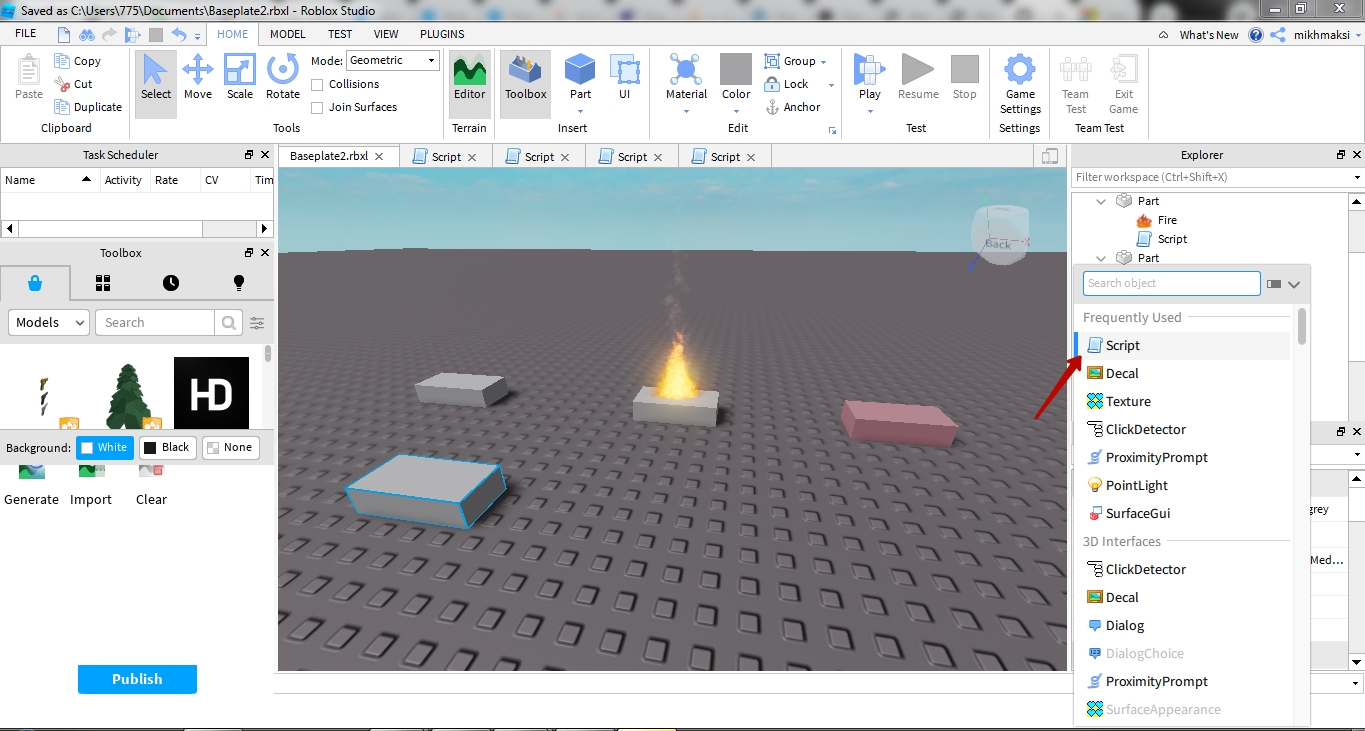 Saved as C:\Users\775\Documents\Baseplate2.rbxl - Roblox Studio
FILE HOME MODEL TEST VIEW PLUGINS What's New mikhmaksi
Paste Copy Cut Duplicate
Select Move Scale Rotate
Mode: Geometric
Collisions
Join Surfaces
Editor Toolbox Part UI
Material Color Group Lock Anchor
Play Resume Stop
Game Settings
Team Test
Exit Game
Clipboard Tools Terrain Insert Edit Test Settings Team Test
Task Scheduler
Name Activity Rate CV Tim
Toolbox
Models Search
HD
Background: White Black None
Generate Import Clear
Publish
Baseplate2.rbxl Script Script Script Script
Back
X
Explorer
Filter workspace (Ctrl+Shift+X)
Part
Fire
Script
Part
Search object
Frequently Used
Script
Decal
Texture
ClickDetector
ProximityPrompt
PointLight
SurfaceGui
3D Interfaces
ClickDetector
Decal
Dialog
DialogChoice
ProximityPrompt
SurfaceAppearance
grey
Med...